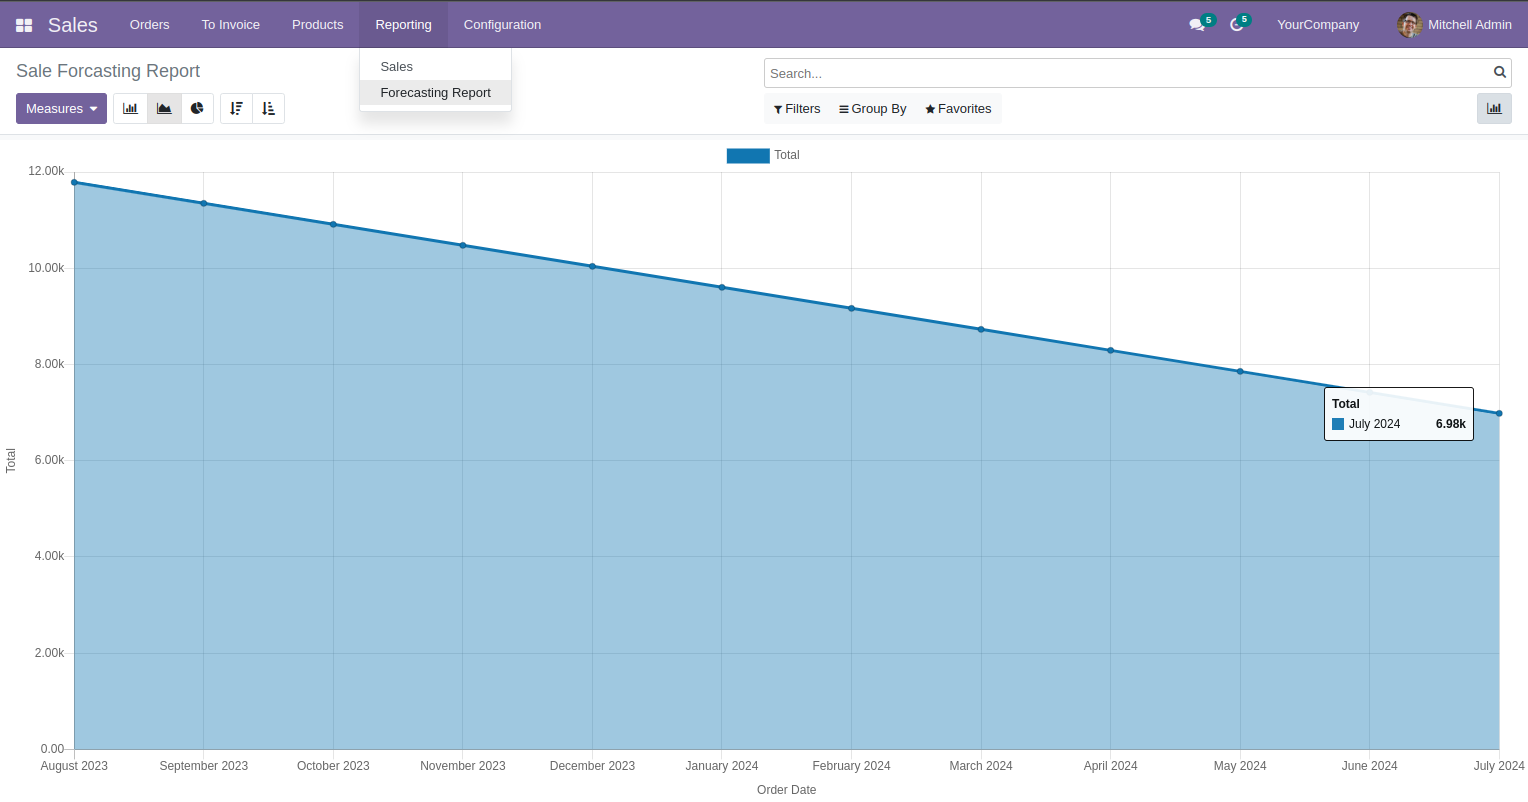 Sales Orders To Invoice Products Reporting Configuration 5 5 YourCompany Mitchell Admin
Sales
Forecasting Report
Sale Forcasting Report
Search...
Measures
Filters Group By Favorites
Total
12.00k
10.00k
8.00k
6.00k
4.00k
2.00k
0.00
Total
Total
July 2024 6.98k
August 2023 September 2023 October 2023 November 2023 December 2023 January 2024 February 2024 March 2024 April 2024 May 2024 June 2024 July 2024
Order Date